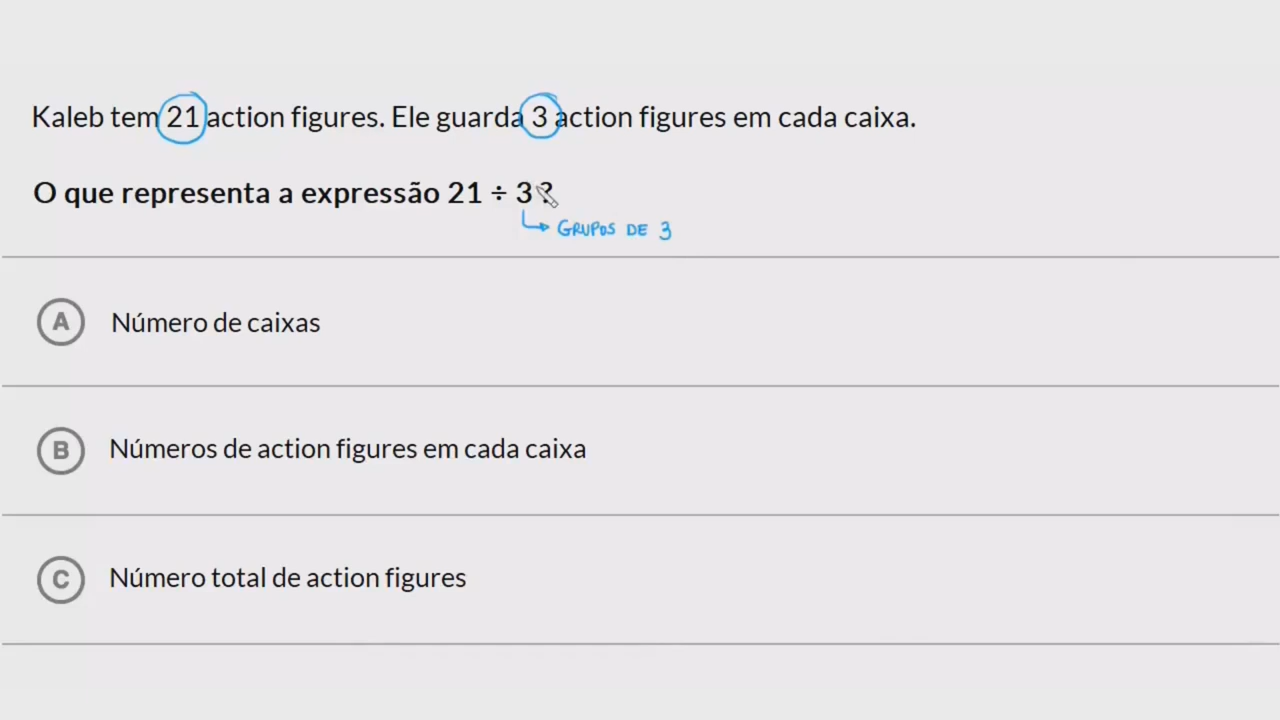 Kaleb tem 21 action figures. Ele guarda 3 action figures em cada caixa.
O que representa a expressão 21 ÷ 3?
GRUPOS DE 3
A Número de caixas
B Números de action figures em cada caixa
C Número total de action figures